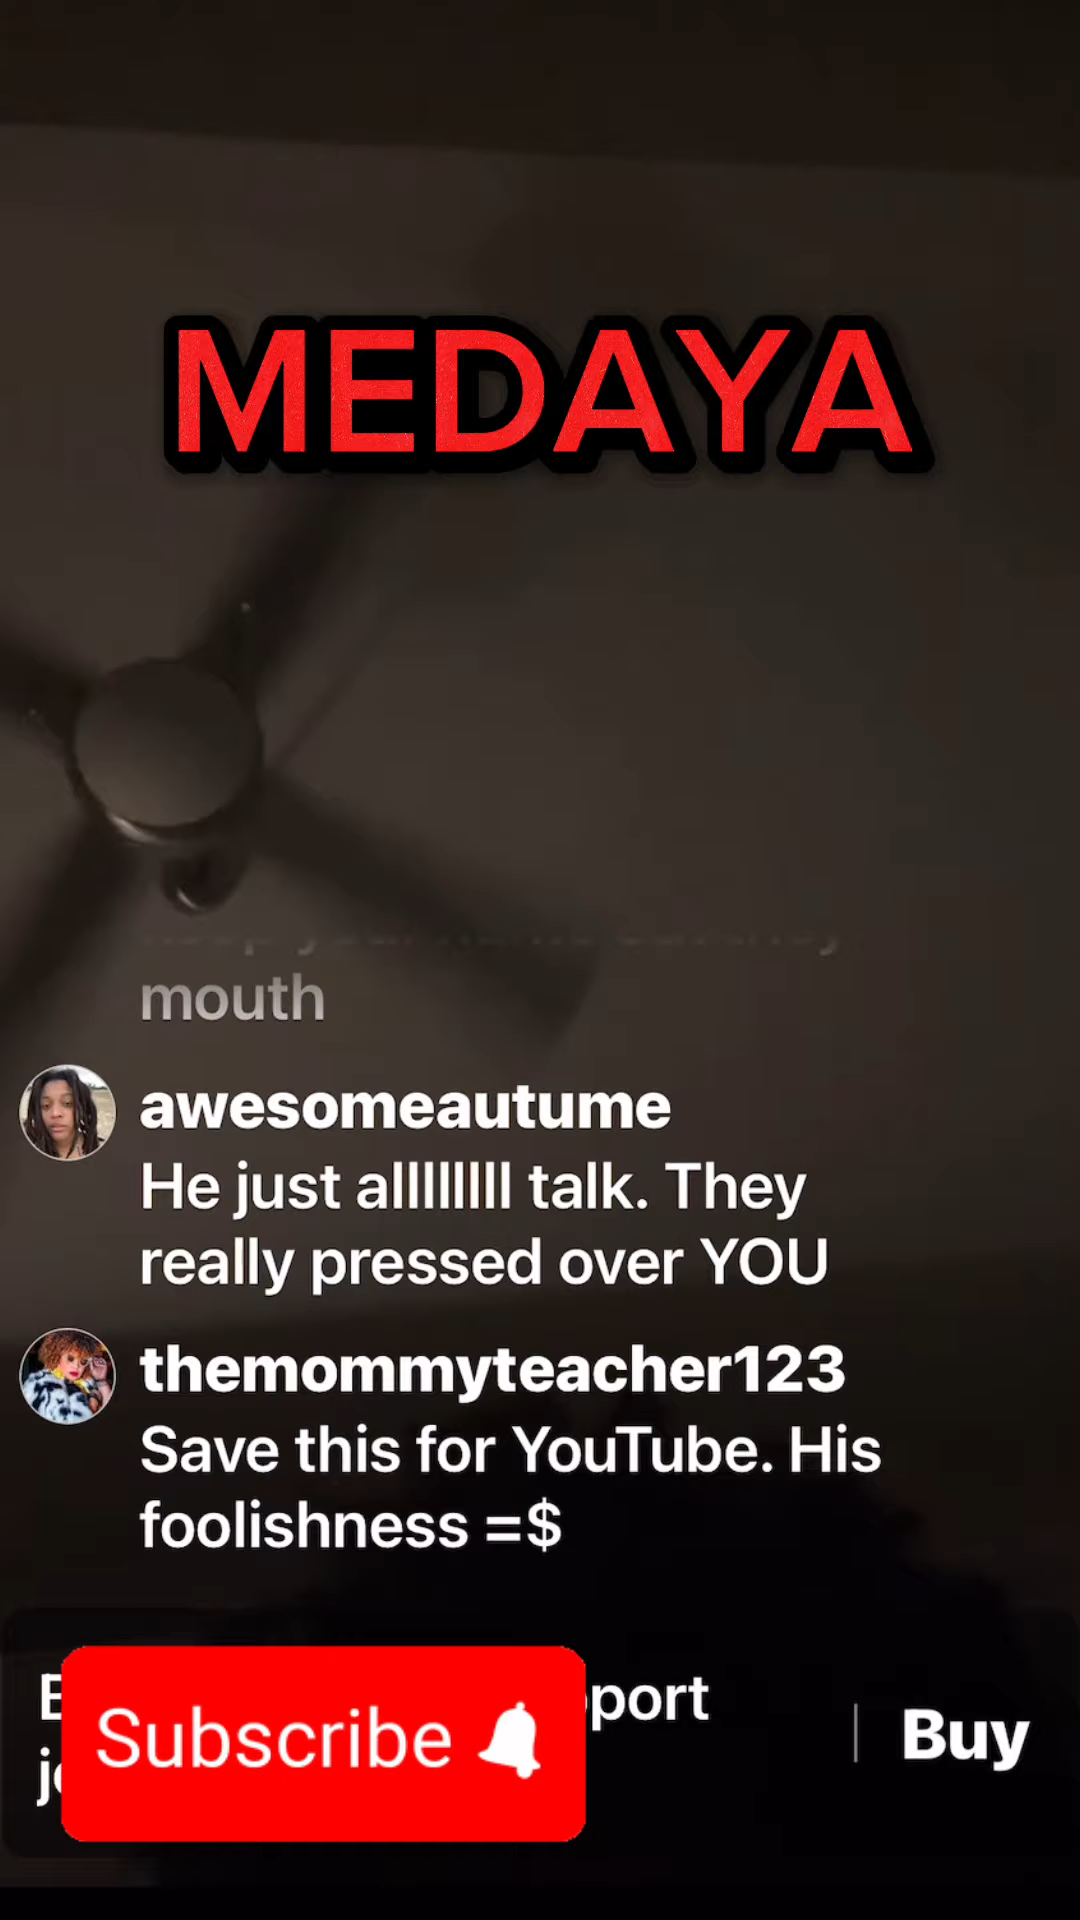 MEDAYA
mouth
awesomeautume
He just allllllll talk. They
really pressed over YOU
themommyteacher123
Save this for YouTube. His
foolishness =$
Subscribe
Buy